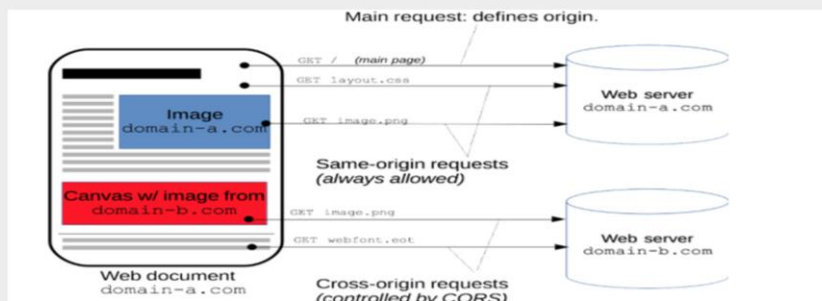 Main request: defines origin.
GET / (main page)
GET layout.css
Image
domain-a.com
GET image.png
Web server
domain-a.com
Same-origin requests
(always allowed)
Canvas w/ image from
domain-b.com
GET image.png
GET webfont.eot
Web server
domain-b.com
Web document
domain-a.com
Cross-origin requests
(controlled by CORS)